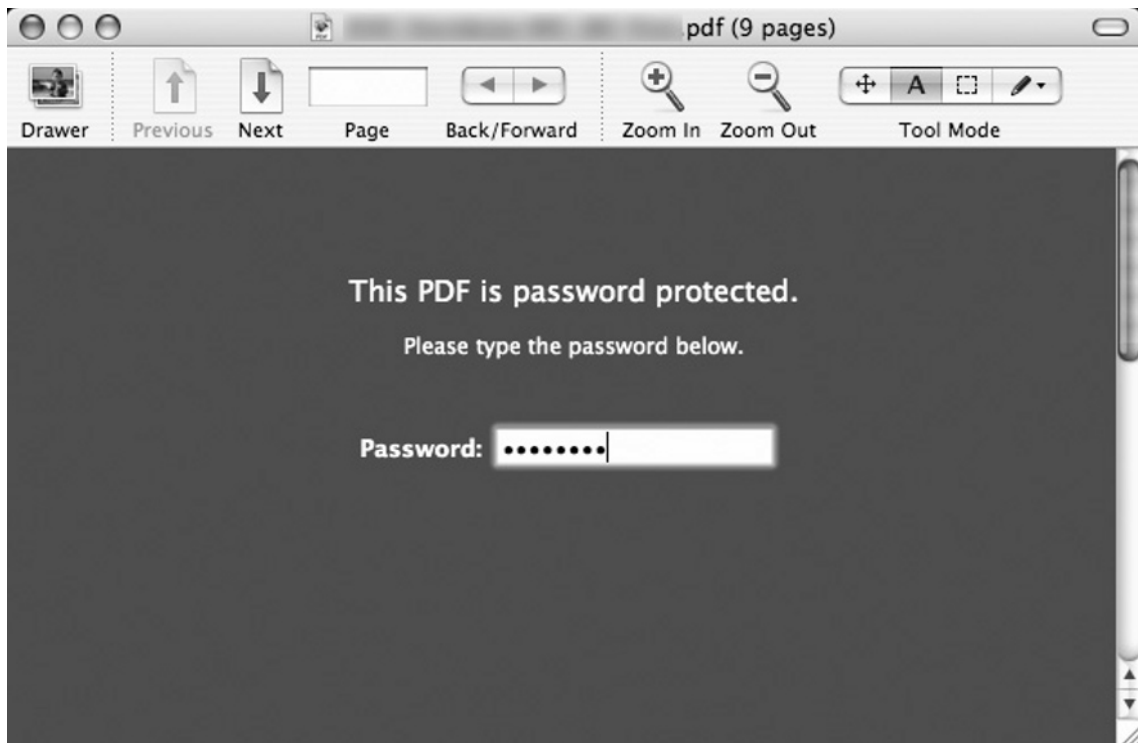 .pdf (9 pages)
Drawer Previous Next Page Back/Forward Zoom In Zoom Out Tool Mode
This PDF is password protected.
Please type the password below.
Password: ••••••••